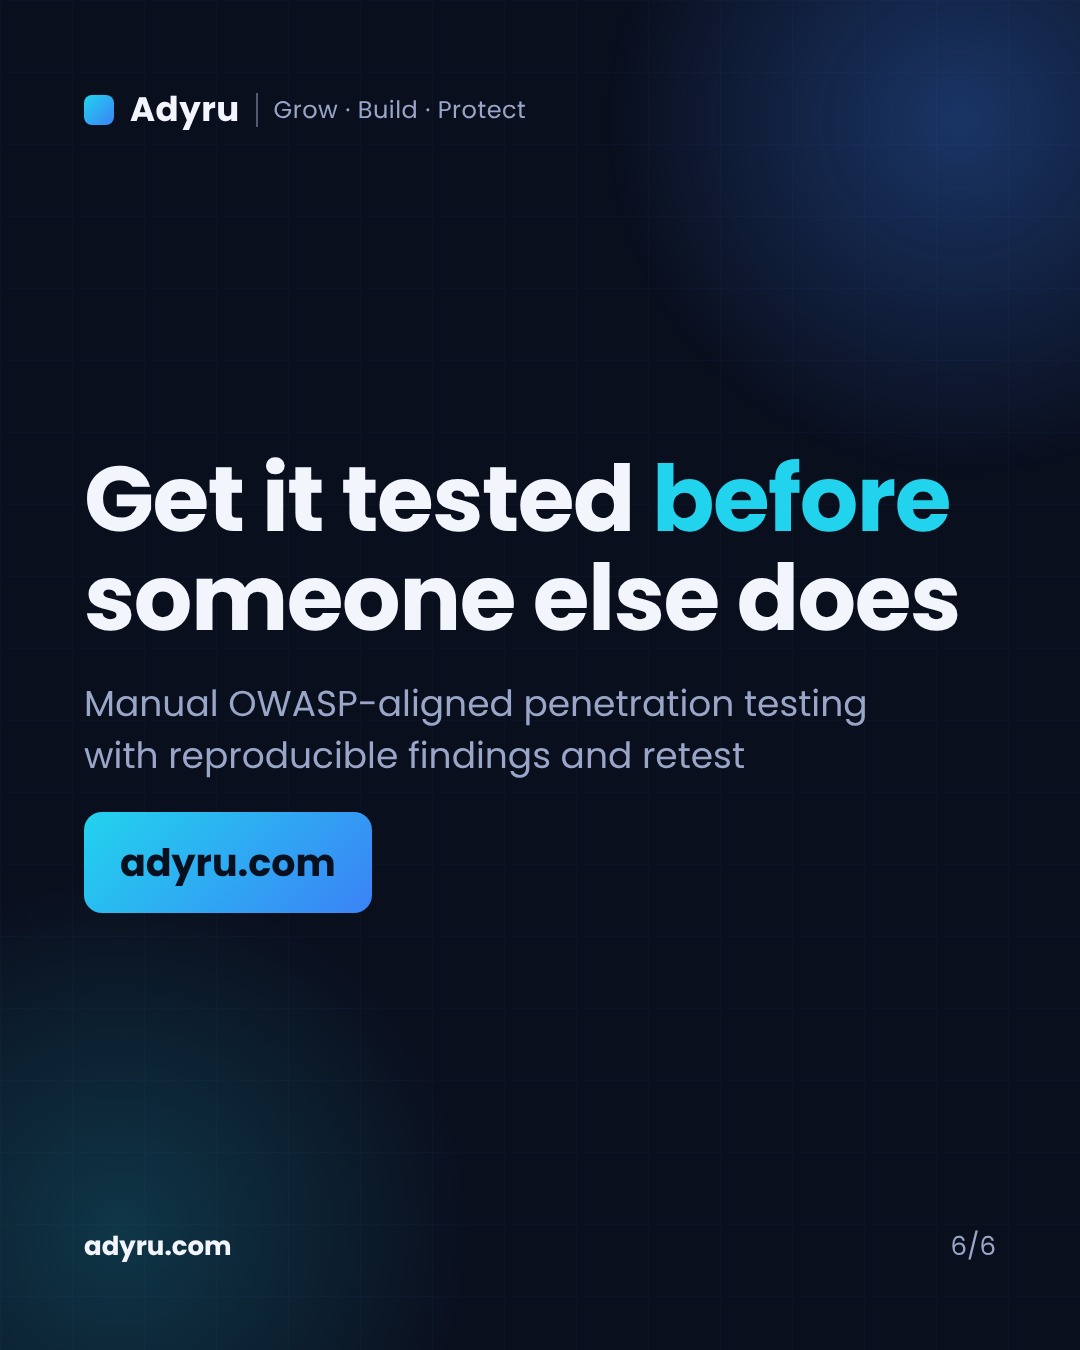 Adyru | Grow · Build · Protect
Get it tested before
someone else does
Manual OWASP-aligned penetration testing
with reproducible findings and retest
adyru.com
adyru.com
6/6